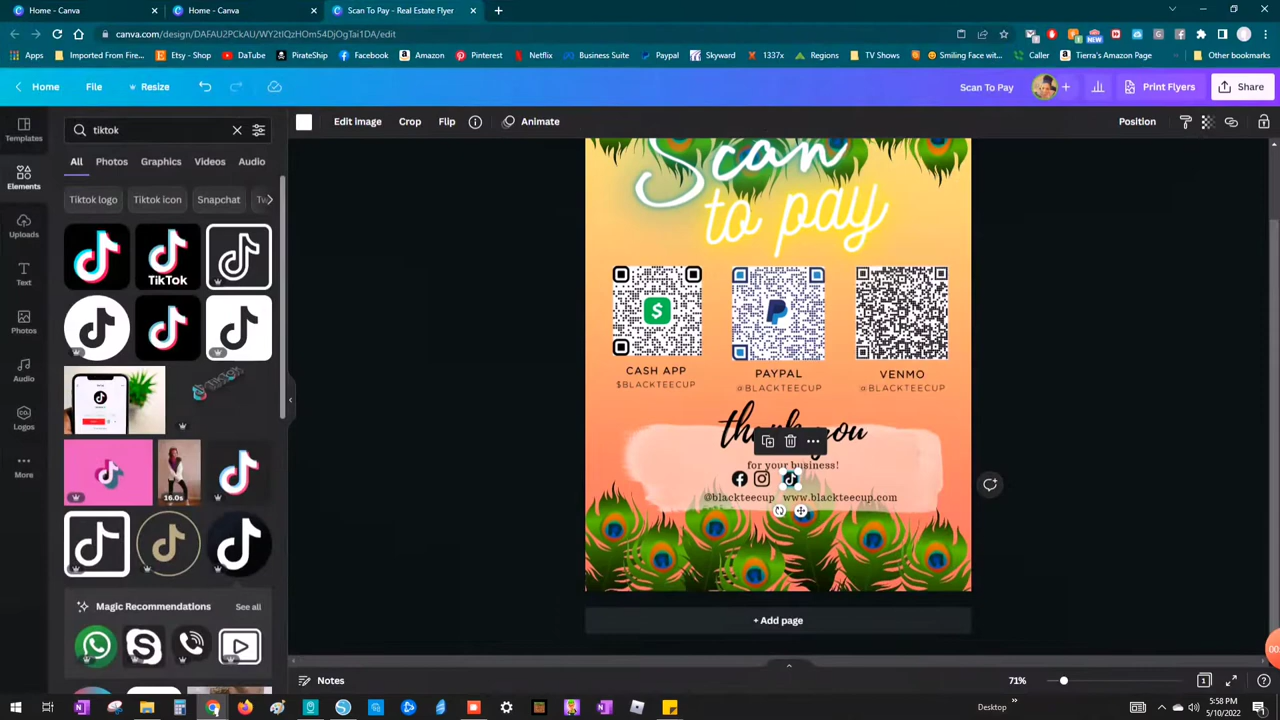 Home - Canva
Home - Canva
Scan To Pay - Real Estate Flyer
canva.com/design/DAFAU2PCkAU/WY2tIQzHOm54DjOgTai1DA/edit
Apps
Imported From Firef...
Etsy - Shop
DaTube
PirateShip
Facebook
Amazon
Pinterest
Netflix
Business Suite
Paypal
Skyward
1337x
Regions
TV Shows
Smiling Face wi...
Caller
Tierra's Amazon Page
Other bookmarks
Home
File
Resize
Scan To Pay
Print Flyers
Share
tiktok
Edit image
Crop
Flip
Animate
Position
Templates
Elements
Uploads
Text
Photos
Audio
Logos
More
All
Photos
Graphics
Videos
Audio
Tiktok logo
Tiktok icon
Snapchat
TikTok
16.0s
Magic Recommendations
See all
Scan
to pay
CASH APP
PAYPAL
VENMO
$BLACKTEECUP
@BLACKTEECUP
@BLACKTEECUP
thank you
for your business!
@blackteecup www.blackteecup.com
+ Add page
Notes
71%
1
Desktop
5:58 PM
5/10/2022